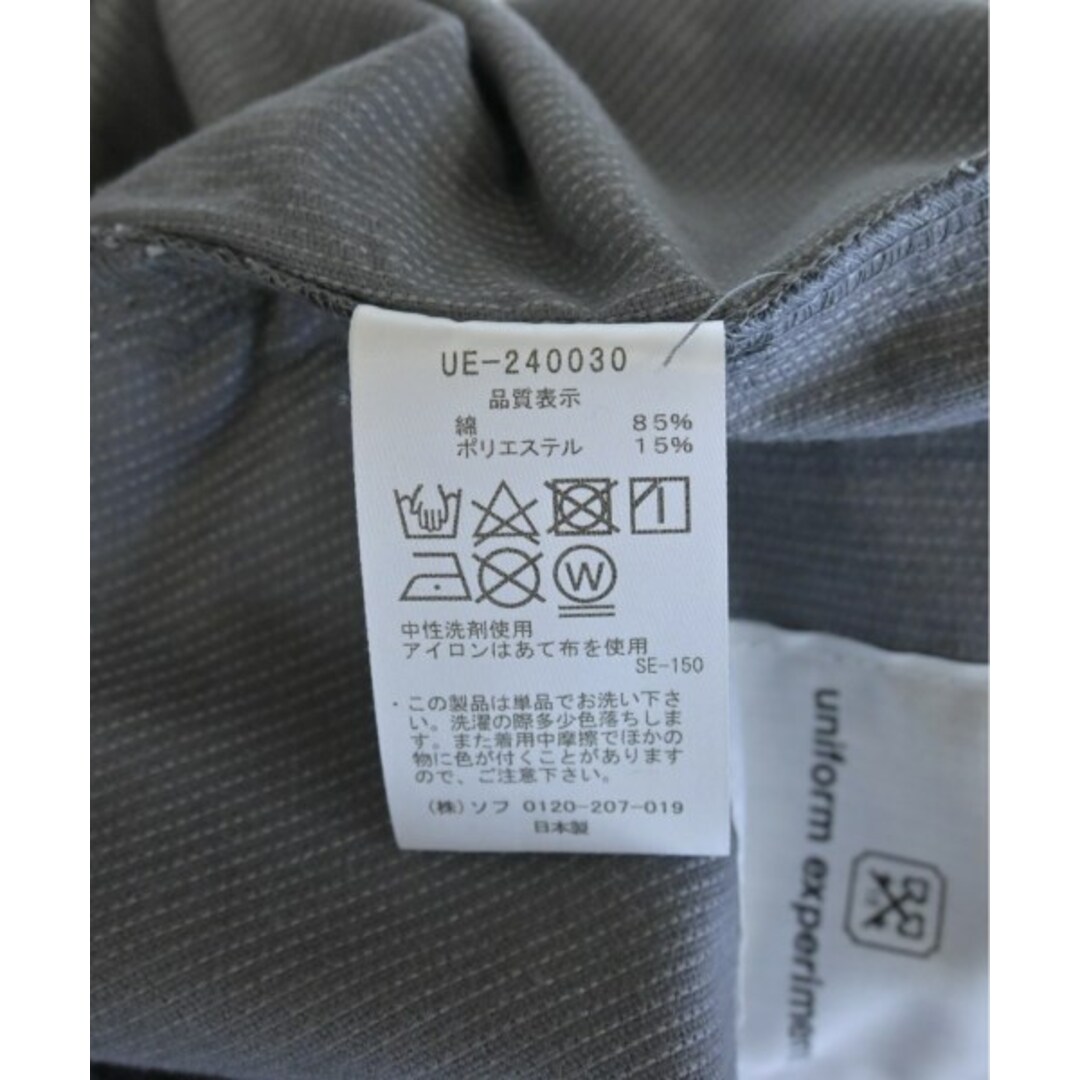 UE-240030
品質表示
綿 85%
ポリエステル 15%
W
中性洗剤使用
アイロンはあて布を使用
SE-150
・この製品は単品でお洗い下さ
い。洗濯の際多少色落ちしま
す。また着用中摩擦でほかの
物に色が付くことがあります
ので、ご注意下さい。
(株)ソフ 0120-207-019
日本製
uniform experiment